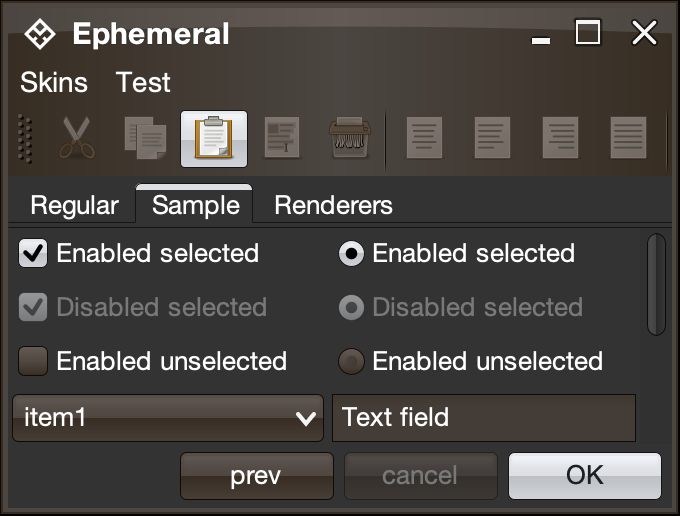 Ephemeral
Skins Test
Regular Sample Renderers
Enabled selected Enabled selected
Disabled selected Disabled selected
Enabled unselected Enabled unselected
item1 Text field
prev cancel OK